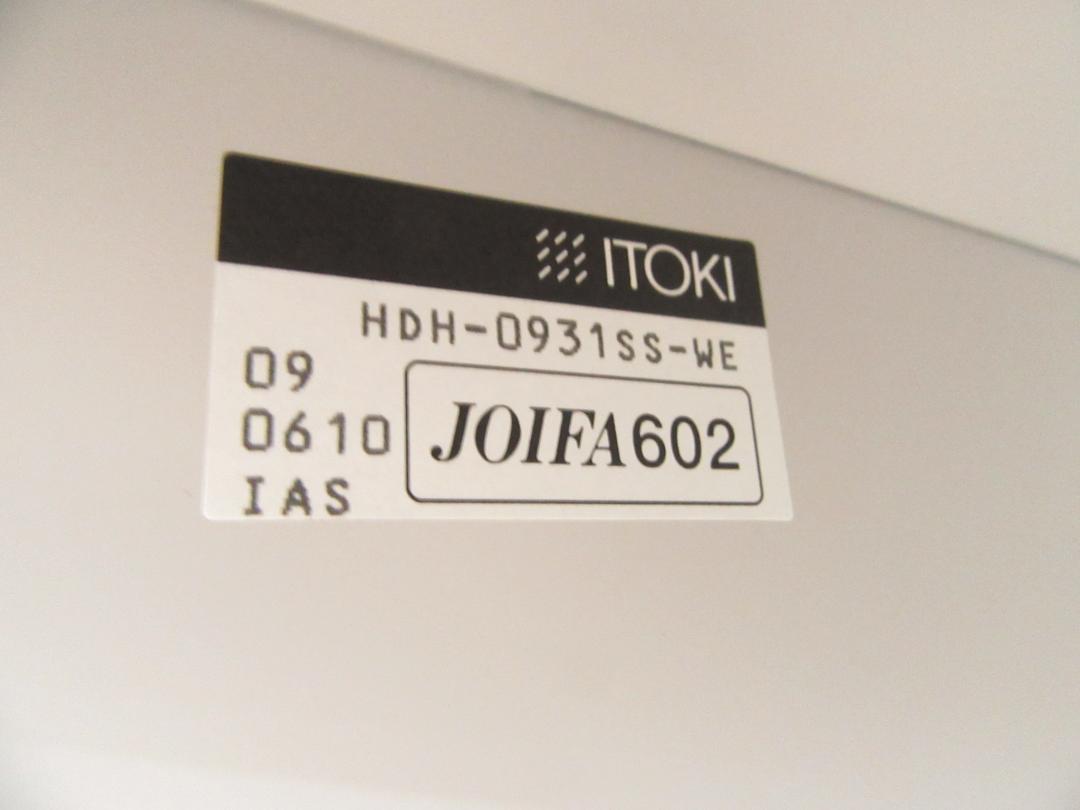 ITOKI
HDH-0931SS-WE
09
0610
IAS
JOIFA602